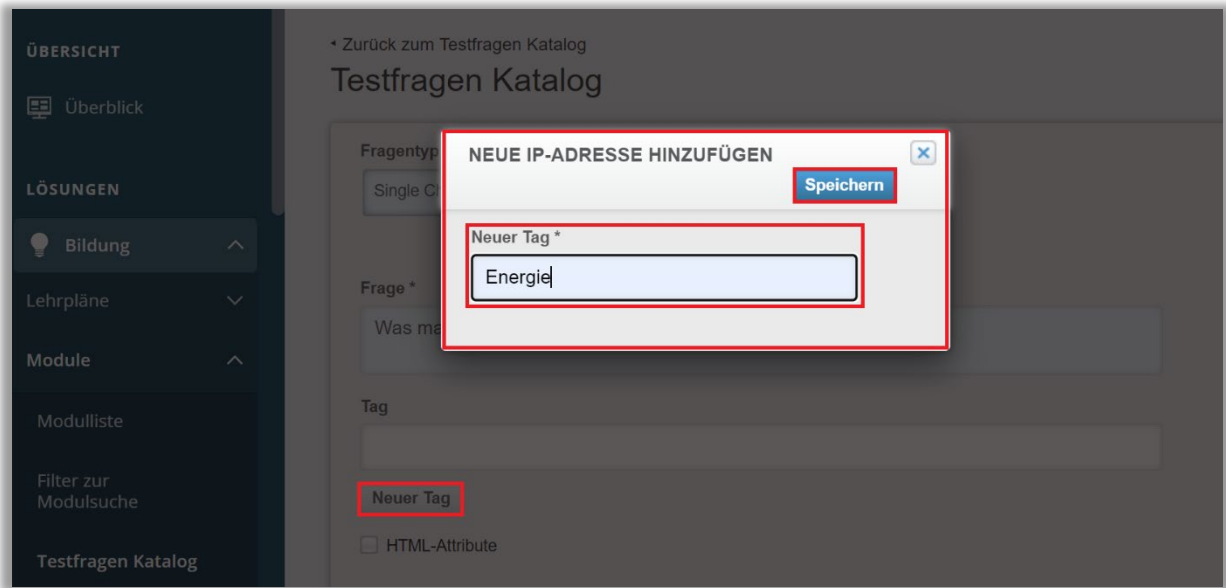 ÜBERSICHT
Überblick
LÖSUNGEN
Bildung
Lehrpläne
Module
Modulliste
Filter zur
Modulsuche
Testfragen Katalog
Zurück zum Testfragen Katalog
Testfragen Katalog
Fragentyp
Single C
NEUE IP-ADRESSE HINZUFÜGEN
Speichern
Neuer Tag *
Energie
Frage *
Was ma
Tag
Neuer Tag
HTML-Attribute